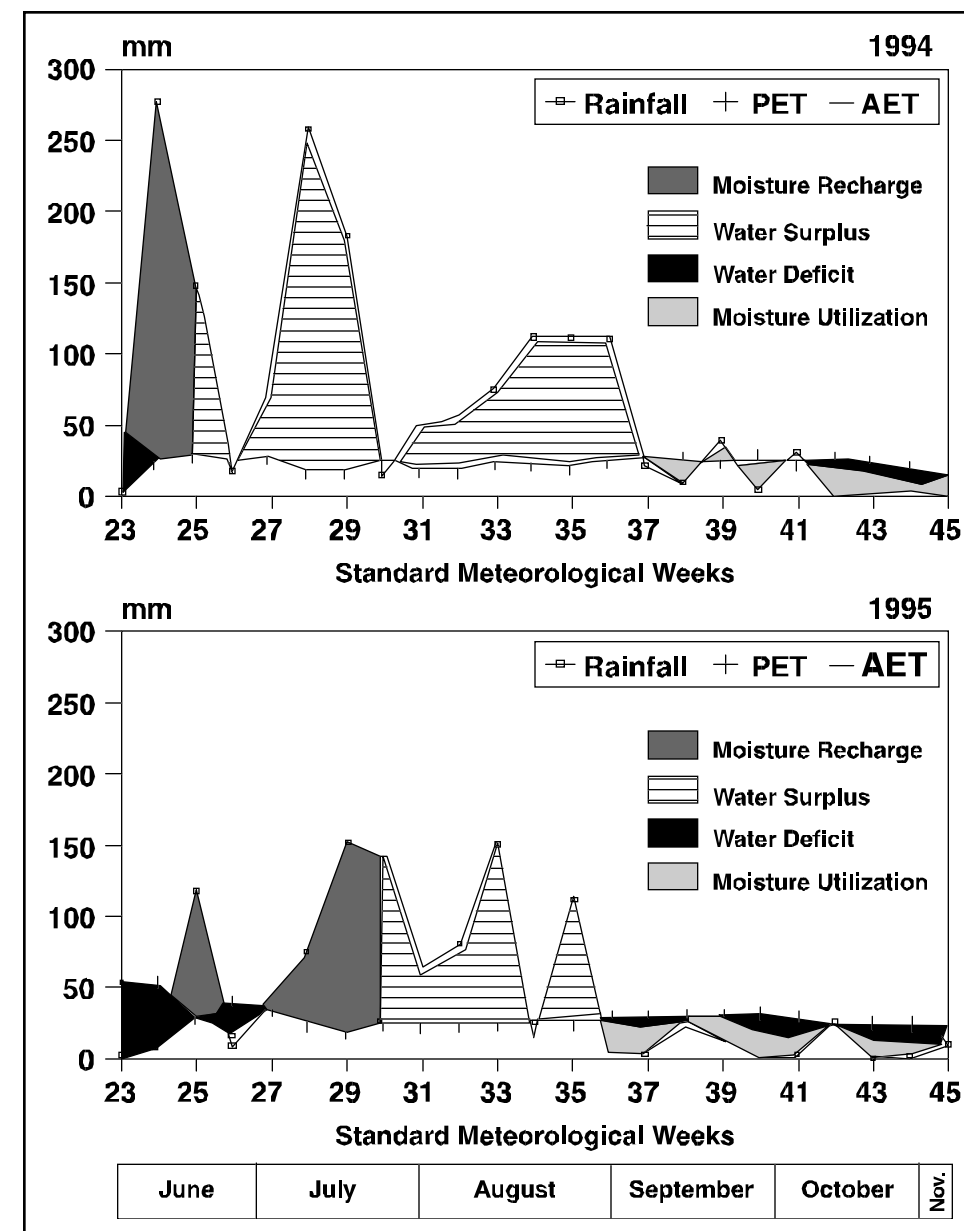 mm 1994
300
Rainfall PET AET
250
Moisture Recharge
200
Water Surplus
150
Water Deficit
Moisture Utilization
100
50
0
23 25 27 29 31 33 35 37 39 41 43 45
Standard Meteorological Weeks
mm 1995
300
Rainfall PET AET
250
Moisture Recharge
200
Water Surplus
150
Water Deficit
Moisture Utilization
100
50
0
23 25 27 29 31 33 35 37 39 41 43 45
Standard Meteorological Weeks
June July August September October Nov.